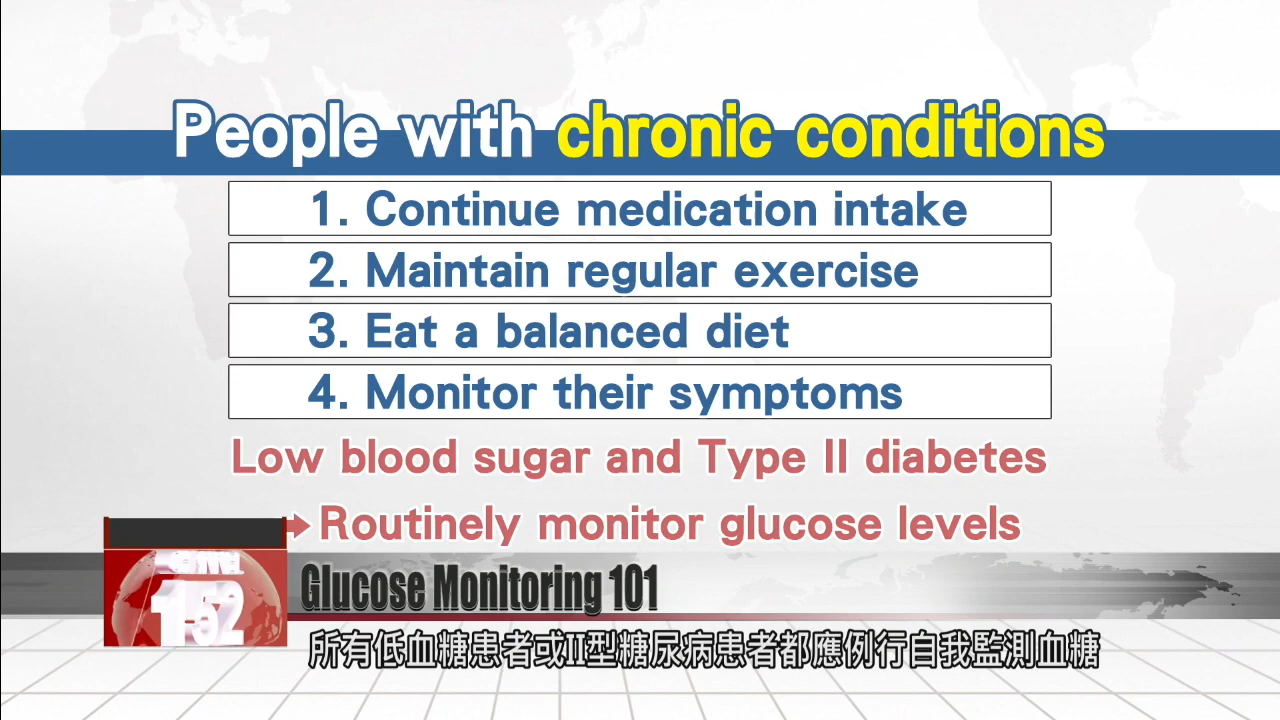 People with chronic conditions
1. Continue medication intake
2. Maintain regular exercise
3. Eat a balanced diet
4. Monitor their symptoms
Low blood sugar and Type II diabetes
Routinely monitor glucose levels
Glucose Monitoring 101
152
所有低血糖患者或II型糖尿病患者都應例行自我監測血糖